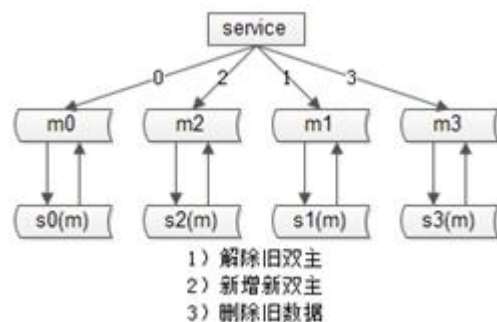 service
0 2 1 3
m0 m2 m1 m3
s0(m) s2(m) s1(m) s3(m)
1）解除旧双主
2）新增新双主
3）删除旧数据